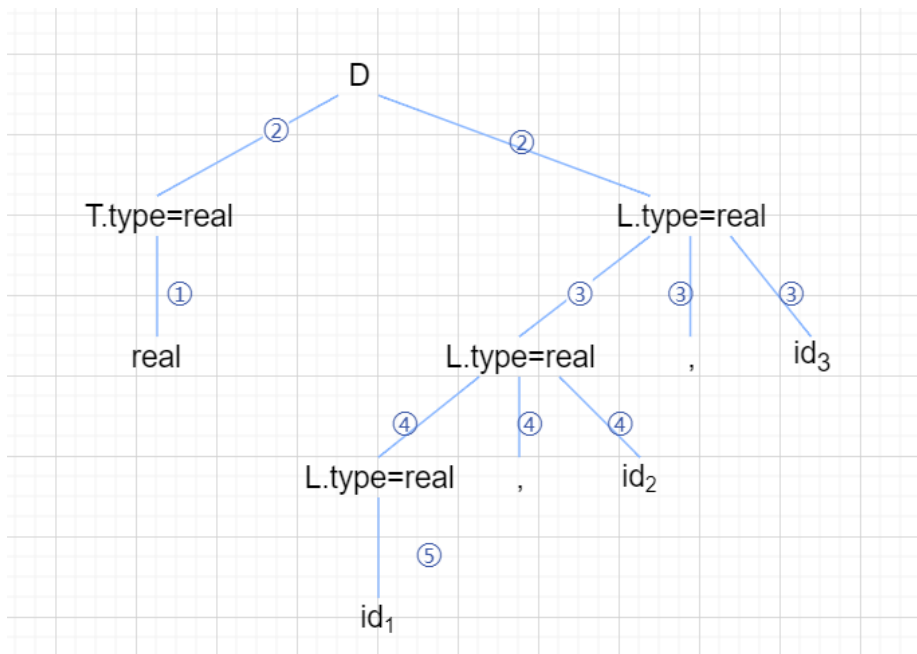 D
② ②
T.type=real L.type=real
① ③ ③ ③
real L.type=real , id₃
④ ④ ④
L.type=real , id₂
⑤
id₁